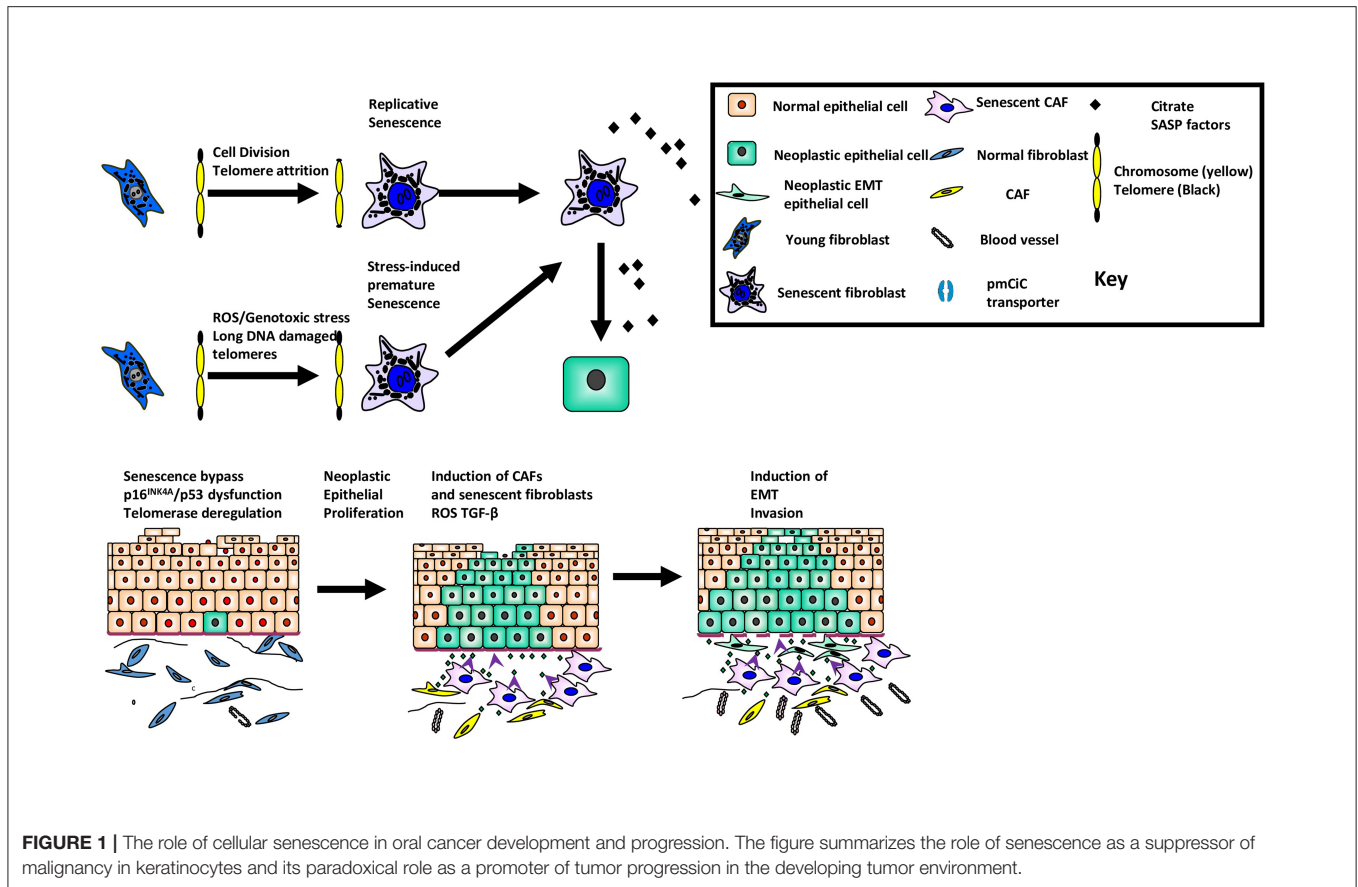 Replicative
Senescence
Cell Division
Telomere attrition
Stress-induced
premature
Senescence
ROS/Genotoxic stress
Long DNA damaged
telomeres
Normal epithelial cell
Senescent CAF
Citrate
SASP factors
Neoplastic epithelial cell
Normal fibroblast
Chromosome (yellow)
Telomere (Black)
Neoplastic EMT
epithelial cell
CAF
Young fibroblast
Blood vessel
Senescent fibroblast
pmCiC
transporter
Key
Senescence bypass
p16INK4A/p53 dysfunction
Telomerase deregulation
Neoplastic
Epithelial
Proliferation
Induction of CAFs
and senescent fibroblasts
ROS TGF-β
Induction of
EMT
Invasion
c
FIGURE 1 | The role of cellular senescence in oral cancer development and progression. The figure summarizes the role of senescence as a suppressor of
malignancy in keratinocytes and its paradoxical role as a promoter of tumor progression in the developing tumor environment.